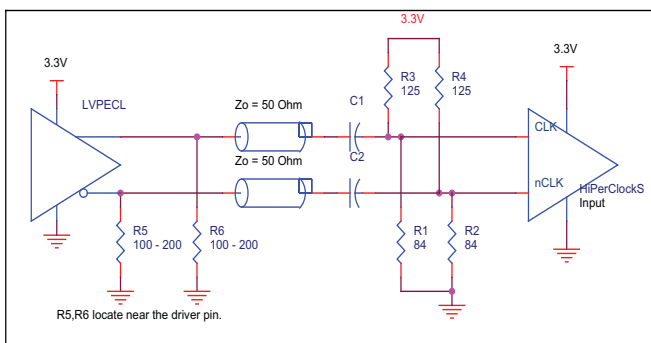 3.3V
3.3V
3.3V
LVPECL
R3
125
R4
125
Zo = 50 Ohm
C1
CLK
Zo = 50 Ohm
C2
nCLK
HiPerClockS
Input
R5
100 - 200
R6
100 - 200
R1
84
R2
84
R5,R6 locate near the driver pin.